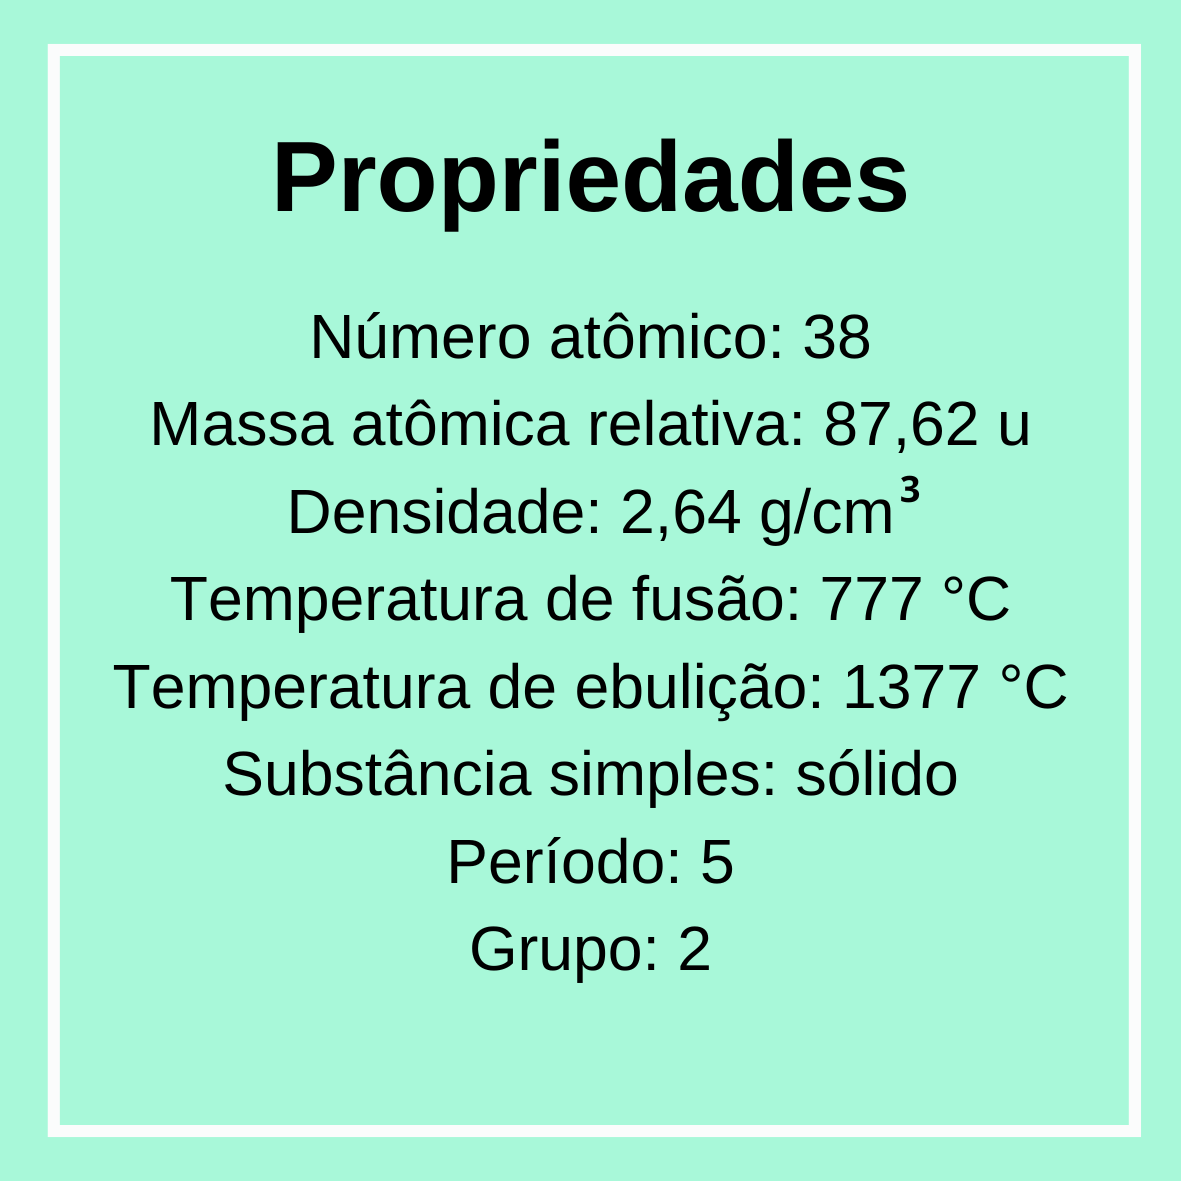 Propriedades
Número atômico: 38
Massa atômica relativa: 87,62 u
Densidade: 2,64 g/cm³
Temperatura de fusão: 777 °C
Temperatura de ebulição: 1377 °C
Substância simples: sólido
Período: 5
Grupo: 2